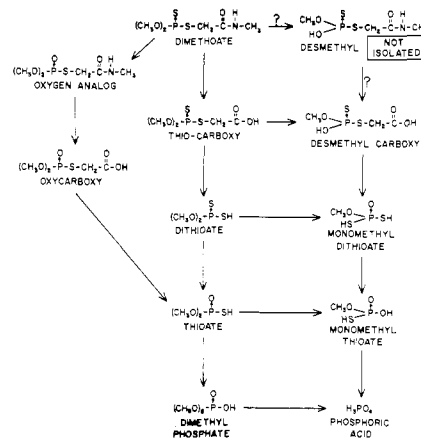 S
(CH₃O)₂-P-S-CH₂-C-N-CH₃
O H
DIMETHOATE
?
S
CH₃O
HO
P-S-CH₂-C-N-
O H
DESMETHYL
NOT
ISOLATED
O
(CH₃O)₂-P-S-CH₂-C-N-CH₃
O H
OXYGEN ANALOG
?
S
(CH₃O)₂-P-S-CH₂-C-OH
O
THIO-CARBOXY
S
CH₃O
HO
P-S-CH₂-C-OH
O
DESMETHYL CARBOXY
O
(CH₃O)₂-P-S-CH₂-C-OH
O
OXYCARBOXY
S
(CH₃O)₂-P-SH
DITHIOATE
O
CH₃O
HS
P-SH
MONOMETHYL
DITHIOATE
O
(CH₃O)₂-P-SH
THIOATE
O
CH₃O
HS
P-OH
MONOMETHYL
THIOATE
O
(CH₃O)₂-P-OH
DIMETHYL
PHOSPHATE
H₃PO₄
PHOSPHORIC
ACID